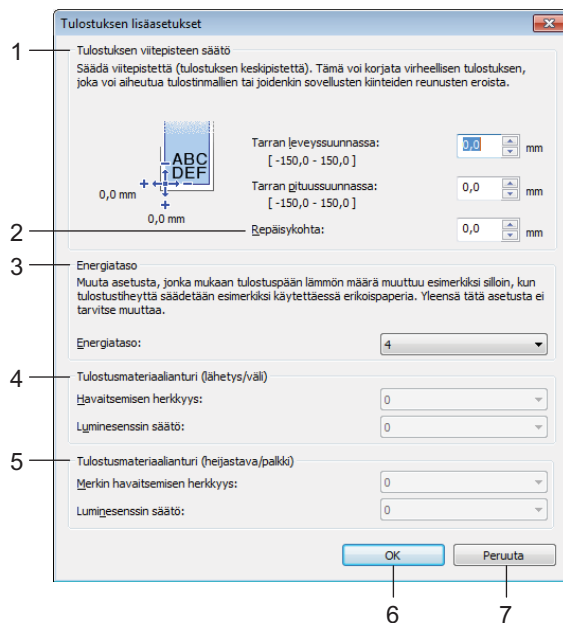 Tulostuksen lisäasetukset
1
Tulostuksen viitepisteen säätö
Säädä viitepistettä (tulostuksen keskipistettä). Tämä voi korjata virheellisen tulostuksen,
joka voi aiheutua tulostinmallien tai joidenkin sovellusten kiinteiden reunusten eroista.
ABC
DEF
0,0 mm
0,0 mm
Tarran leveyssuunnassa:
0,0
mm
[ -150,0 - 150,0 ]
Tarran pituussuunnassa:
0,0
mm
[ -150,0 - 150,0 ]
2
Repäisykohta:
0,0
mm
3
Energiataso
Muuta asetusta, jonka mukaan tulostuspään lämmön määrä muuttuu esimerkiksi silloin, kun
tulostustiheyttä säädetään esimerkiksi käytettäessä erikoispaperia. Yleensä tätä asetusta ei
tarvitse muuttaa.
Energiataso:
4
4
Tulostusmateriaalianturi (lähetys/väli)
Havaitsemisen herkkyys:
0
Luminesenssin säätö:
0
5
Tulostusmateriaalianturi (heijastava/palkki)
Merkin havaitsemisen herkkyys:
0
Luminesenssin säätö:
0
OK
Peruuta
6
7